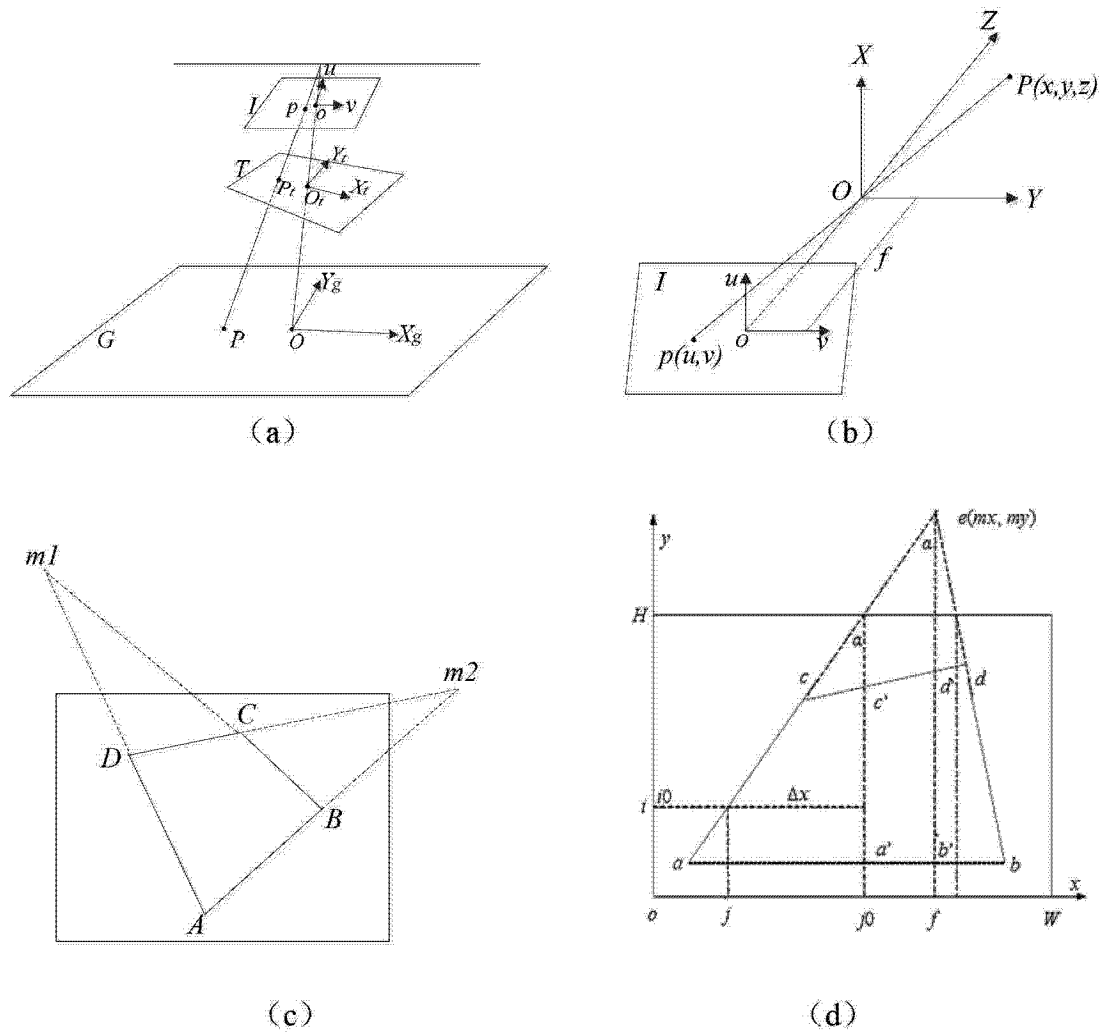 u
I
p
o
v
T
Yt
Pt
Ot
Xt
Yg
G
P
O
Xg
(a)
Z
X
P(x,y,z)
O
Y
f
I
u
o
v
p(u,v)
(b)
m1
m2
C
D
B
A
(c)
e(mx, my)
y
a
H
a
c
d' d
c'
i i0 Δx
a a' b' b
x
o j j0 f W
(d)